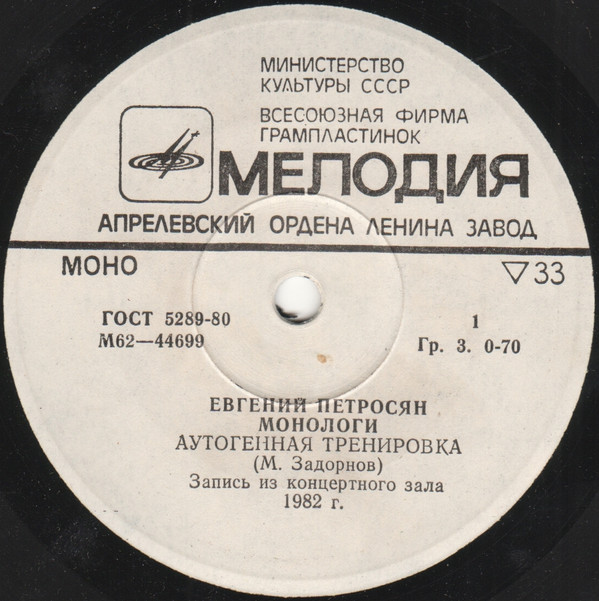 МИНИСТЕРСТВО
КУЛЬТУРЫ СССР
ВСЕСОЮЗНАЯ ФИРМА
ГРАМПЛАСТИНОК
МЕЛОДИЯ
АПРЕЛЕВСКИЙ ОРДЕНА ЛЕНИНА ЗАВОД
МОНО ▽33
ГОСТ 5289-80 1
М62—44699 Гр. 3. 0-70
ЕВГЕНИЙ ПЕТРОСЯН
МОНОЛОГИ
АУТОГЕННАЯ ТРЕНИРОВКА
(М. Задорнов)
Запись из концертного зала
1982 г.